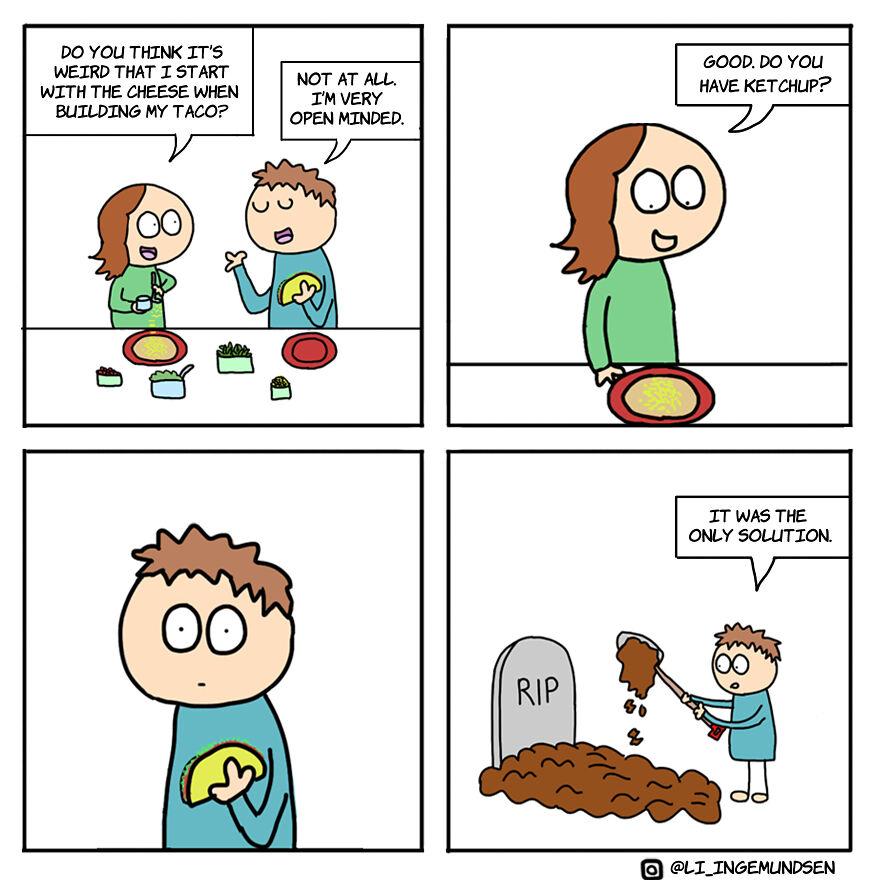 DO YOU THINK IT'S
WEIRD THAT I START
WITH THE CHEESE WHEN
BUILDING MY TACO?
NOT AT ALL.
I'M VERY
OPEN MINDED.
GOOD. DO YOU
HAVE KETCHUP?
IT WAS THE
ONLY SOLUTION.
RIP
@LI_INGEMUNDSEN